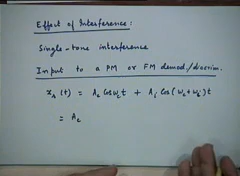 Effect of Interference:
Single-tone interference
Input to a PM or FM demod./discrim.
x_r(t) = A_c cos ω_c t + A_i cos(ω_c + ω_i)t
= A_c